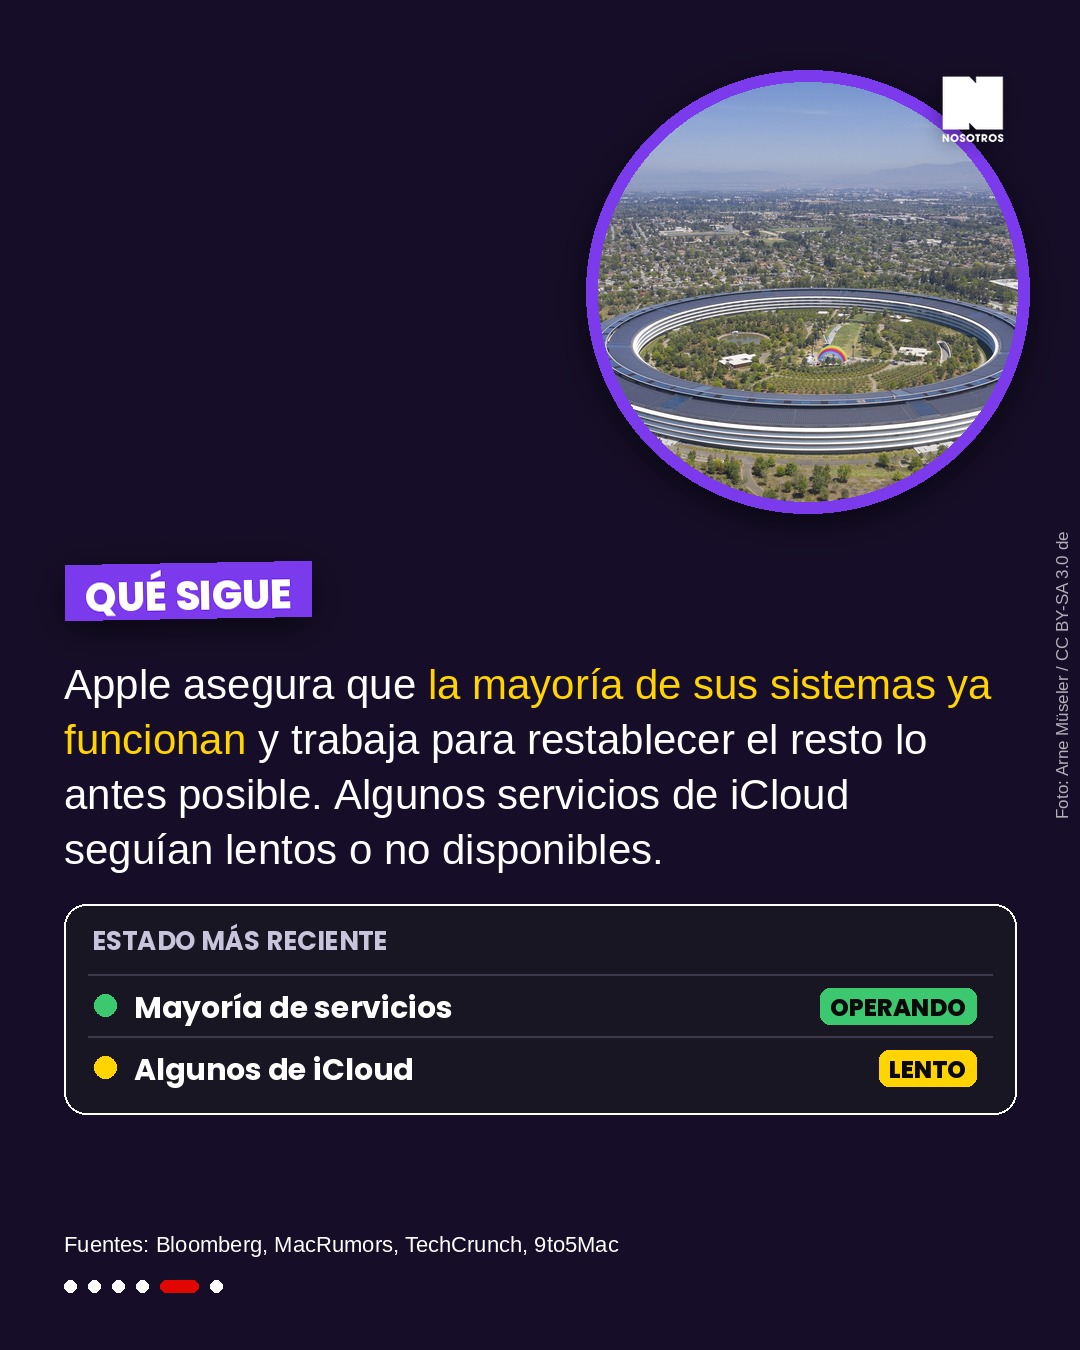 NOSOTROS
QUÉ SIGUE
Apple asegura que la mayoría de sus sistemas ya
funcionan y trabaja para restablecer el resto lo
antes posible. Algunos servicios de iCloud
seguían lentos o no disponibles.
Foto: Arne Müseler / CC BY-SA 3.0 de
ESTADO MÁS RECIENTE
Mayoría de servicios OPERANDO
Algunos de iCloud LENTO
Fuentes: Bloomberg, MacRumors, TechCrunch, 9to5Mac